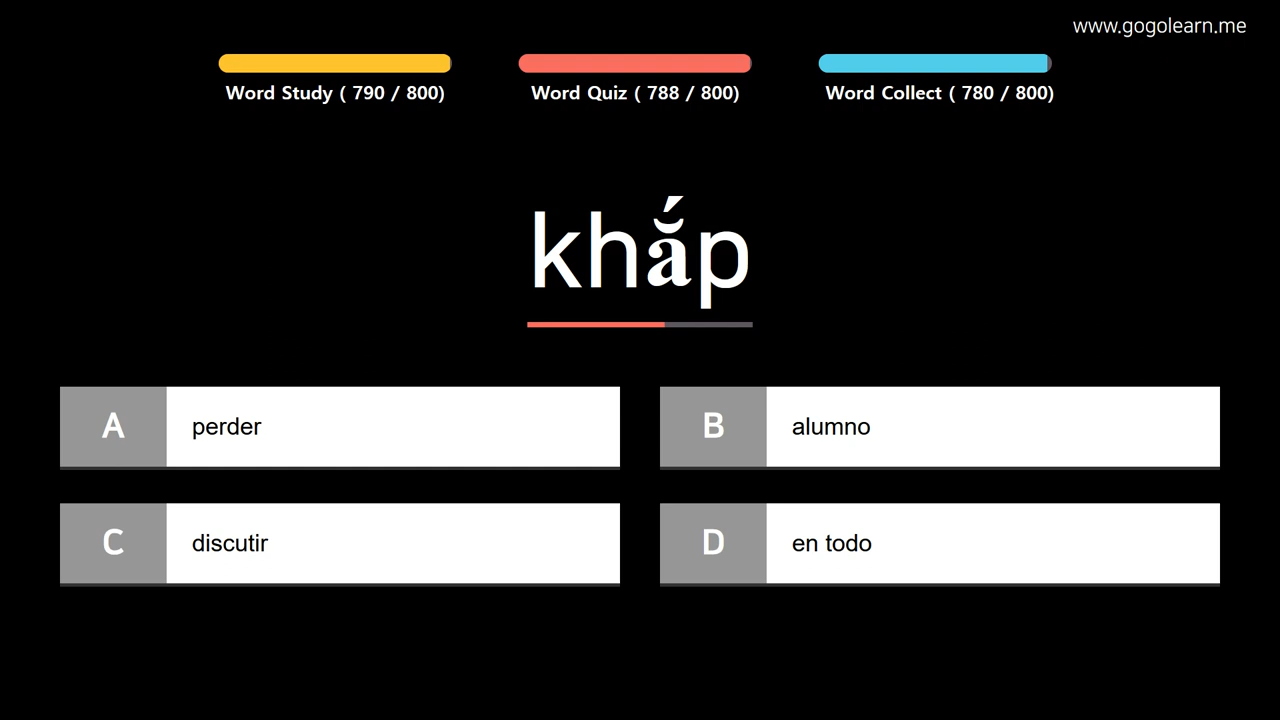 www.gogolearn.me
Word Study ( 790 / 800)
Word Quiz ( 788 / 800)
Word Collect ( 780 / 800)
khắp
A perder
B alumno
C discutir
D en todo